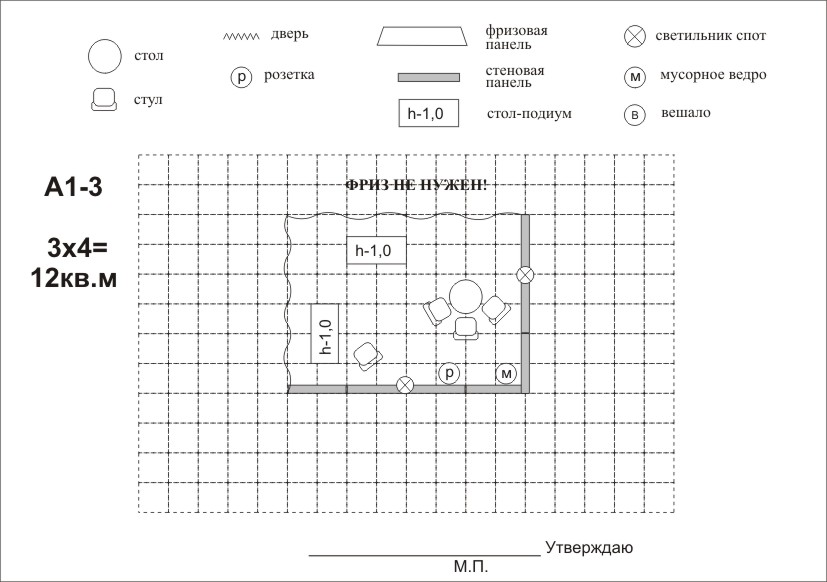 стол
стул
дверь
р розетка
фризовая
панель
стеновая
панель
h-1,0 стол-подиум
светильник спот
м мусорное ведро
в вешало
А1-3
3х4=
12кв.м
ФРИЗ НЕ НУЖЕН!
h-1,0
h-1,0
р
м
Утверждаю
М.П.